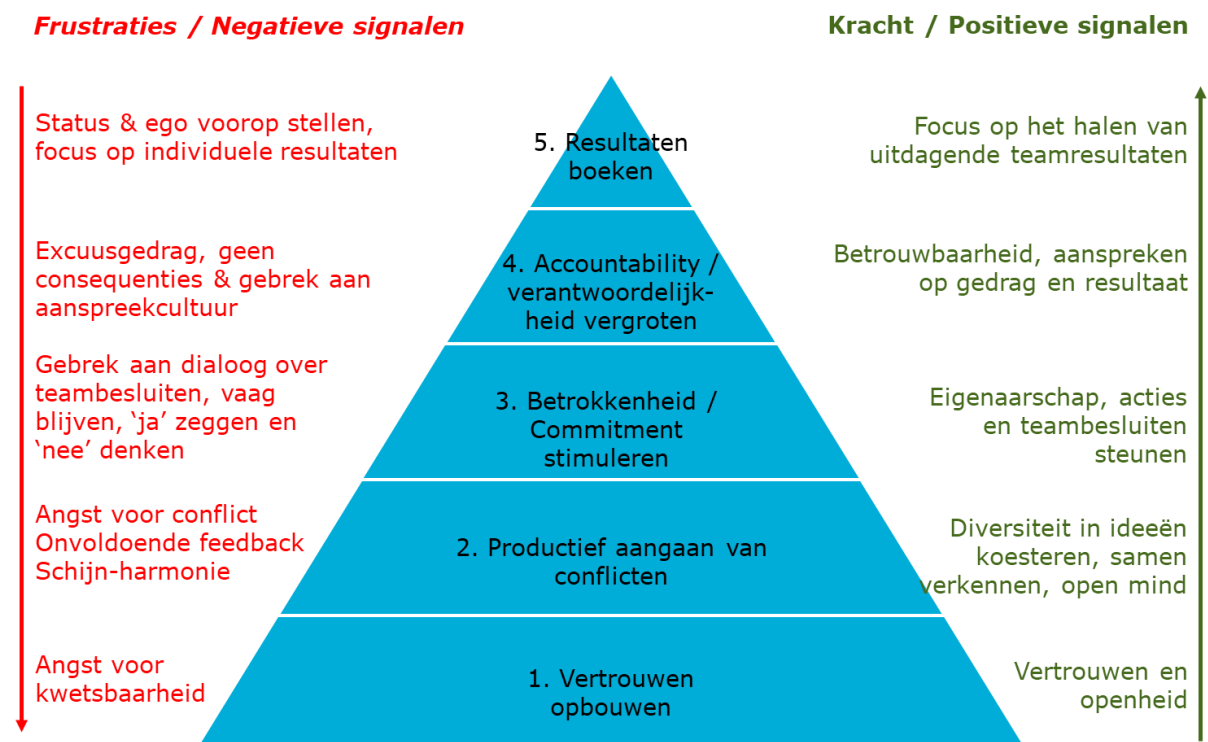 Frustraties / Negatieve signalen
Kracht / Positieve signalen
Status & ego voorop stellen,
focus op individuele resultaten
5. Resultaten
boeken
Focus op het halen van
uitdagende teamresultaten
Excuusgedrag, geen
consequenties & gebrek aan
aanspreekcultuur
4. Accountability /
verantwoordelijk-
heid vergroten
Betrouwbaarheid, aanspreken
op gedrag en resultaat
Gebrek aan dialoog over
teambesluiten, vaag
blijven, ‘ja’ zeggen en
‘nee’ denken
3. Betrokkenheid /
Commitment
stimuleren
Eigenaarschap, acties
en teambesluiten
steunen
Angst voor conflict
Onvoldoende feedback
Schijn-harmonie
2. Productief aangaan van
conflicten
Diversiteit in ideeën
koesteren, samen
verkennen, open mind
Angst voor
kwetsbaarheid
1. Vertrouwen
opbouwen
Vertrouwen en
openheid